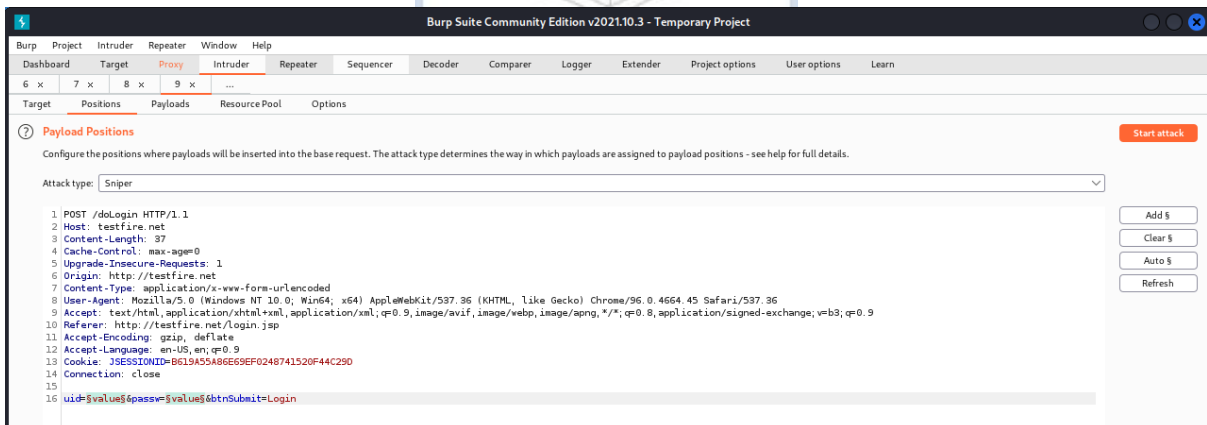 Burp Suite Community Edition v2021.10.3 - Temporary Project
Burp Project Intruder Repeater Window Help
Dashboard Target Proxy Intruder Repeater Sequencer Decoder Comparer Logger Extender Project options User options Learn
6 × 7 × 8 × 9 × ...
Target Positions Payloads Resource Pool Options
? Payload Positions Start attack
Configure the positions where payloads will be inserted into the base request. The attack type determines the way in which payloads are assigned to payload positions - see help for full details.
Attack type: Sniper
Add §
Clear §
Auto §
Refresh
1 POST /doLogin HTTP/1.1
2 Host: testfire.net
3 Content-Length: 37
4 Cache-Control: max-age=0
5 Upgrade-Insecure-Requests: 1
6 Origin: http://testfire.net
7 Content-Type: application/x-www-form-urlencoded
8 User-Agent: Mozilla/5.0 (Windows NT 10.0; Win64; x64) AppleWebKit/537.36 (KHTML, like Gecko) Chrome/96.0.4664.45 Safari/537.36
9 Accept: text/html,application/xhtml+xml,application/xml;q=0.9,image/avif,image/webp,image/apng,*/*;q=0.8,application/signed-exchange;v=b3;q=0.9
10 Referer: http://testfire.net/login.jsp
11 Accept-Encoding: gzip, deflate
12 Accept-Language: en-US,en;q=0.9
13 Cookie: JSESSIONID=B619A55A86E69EF0248741520F44C29D
14 Connection: close
15
16 uid=§value§&passw=§value§&btnSubmit=Login